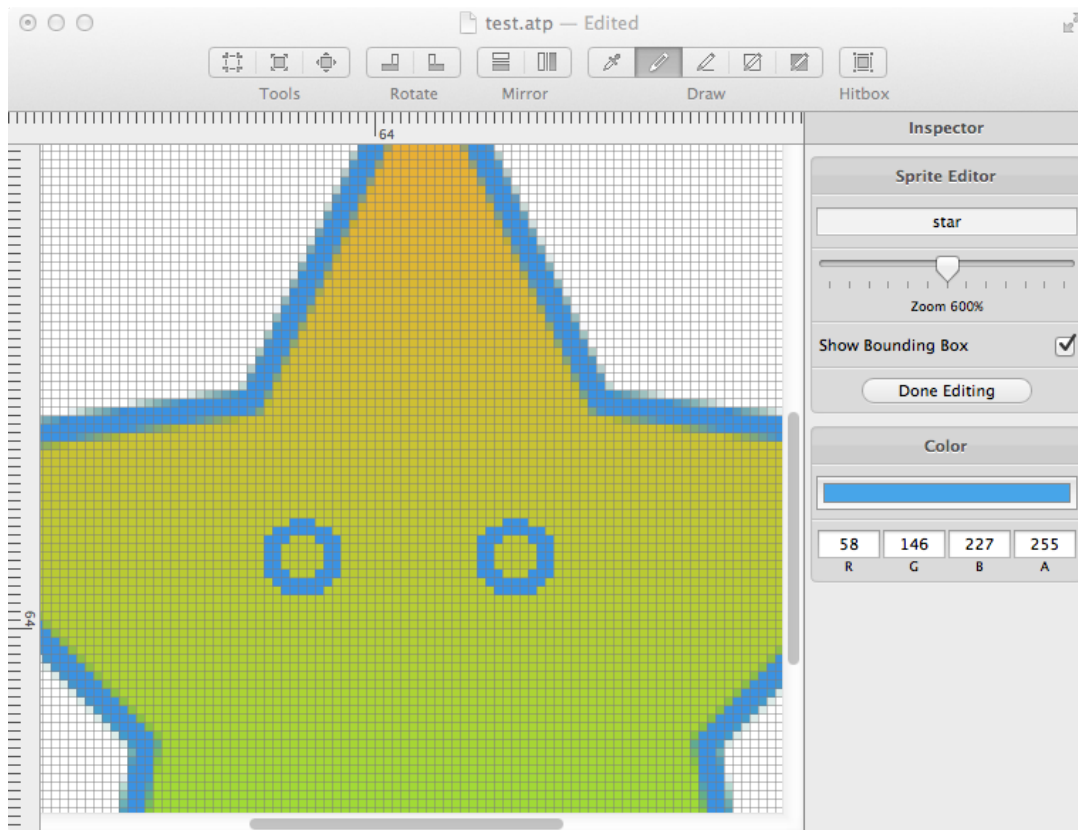 test.atp — Edited
Tools
Rotate
Mirror
Draw
Hitbox
64
64
Inspector
Sprite Editor
star
Zoom 600%
Show Bounding Box
Done Editing
Color
58 146 227 255
R G B A